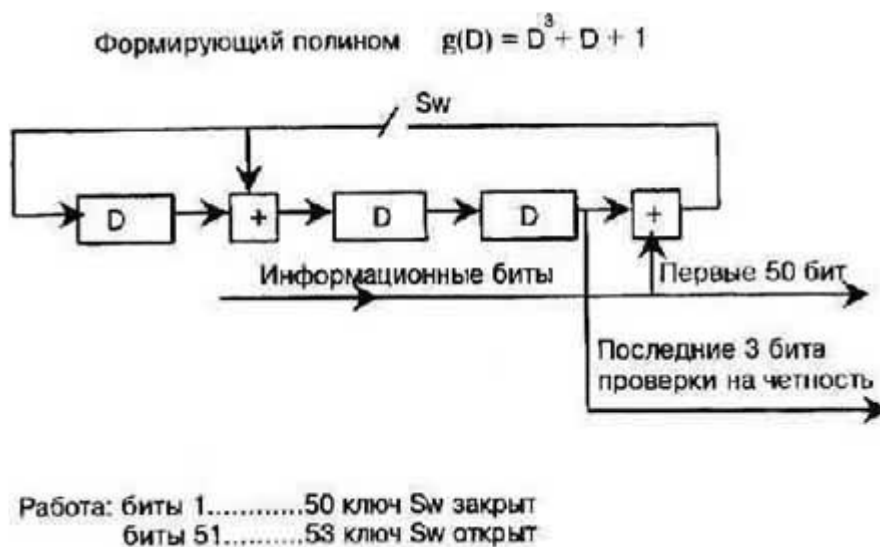 Формирующий полином g(D) = D³ + D + 1
Sw
D + D D +
Информационные биты Первые 50 бит
Последние 3 бита
проверки на четность
Работа: биты 1............50 ключ Sw закрыт
биты 51..........53 ключ Sw открыт